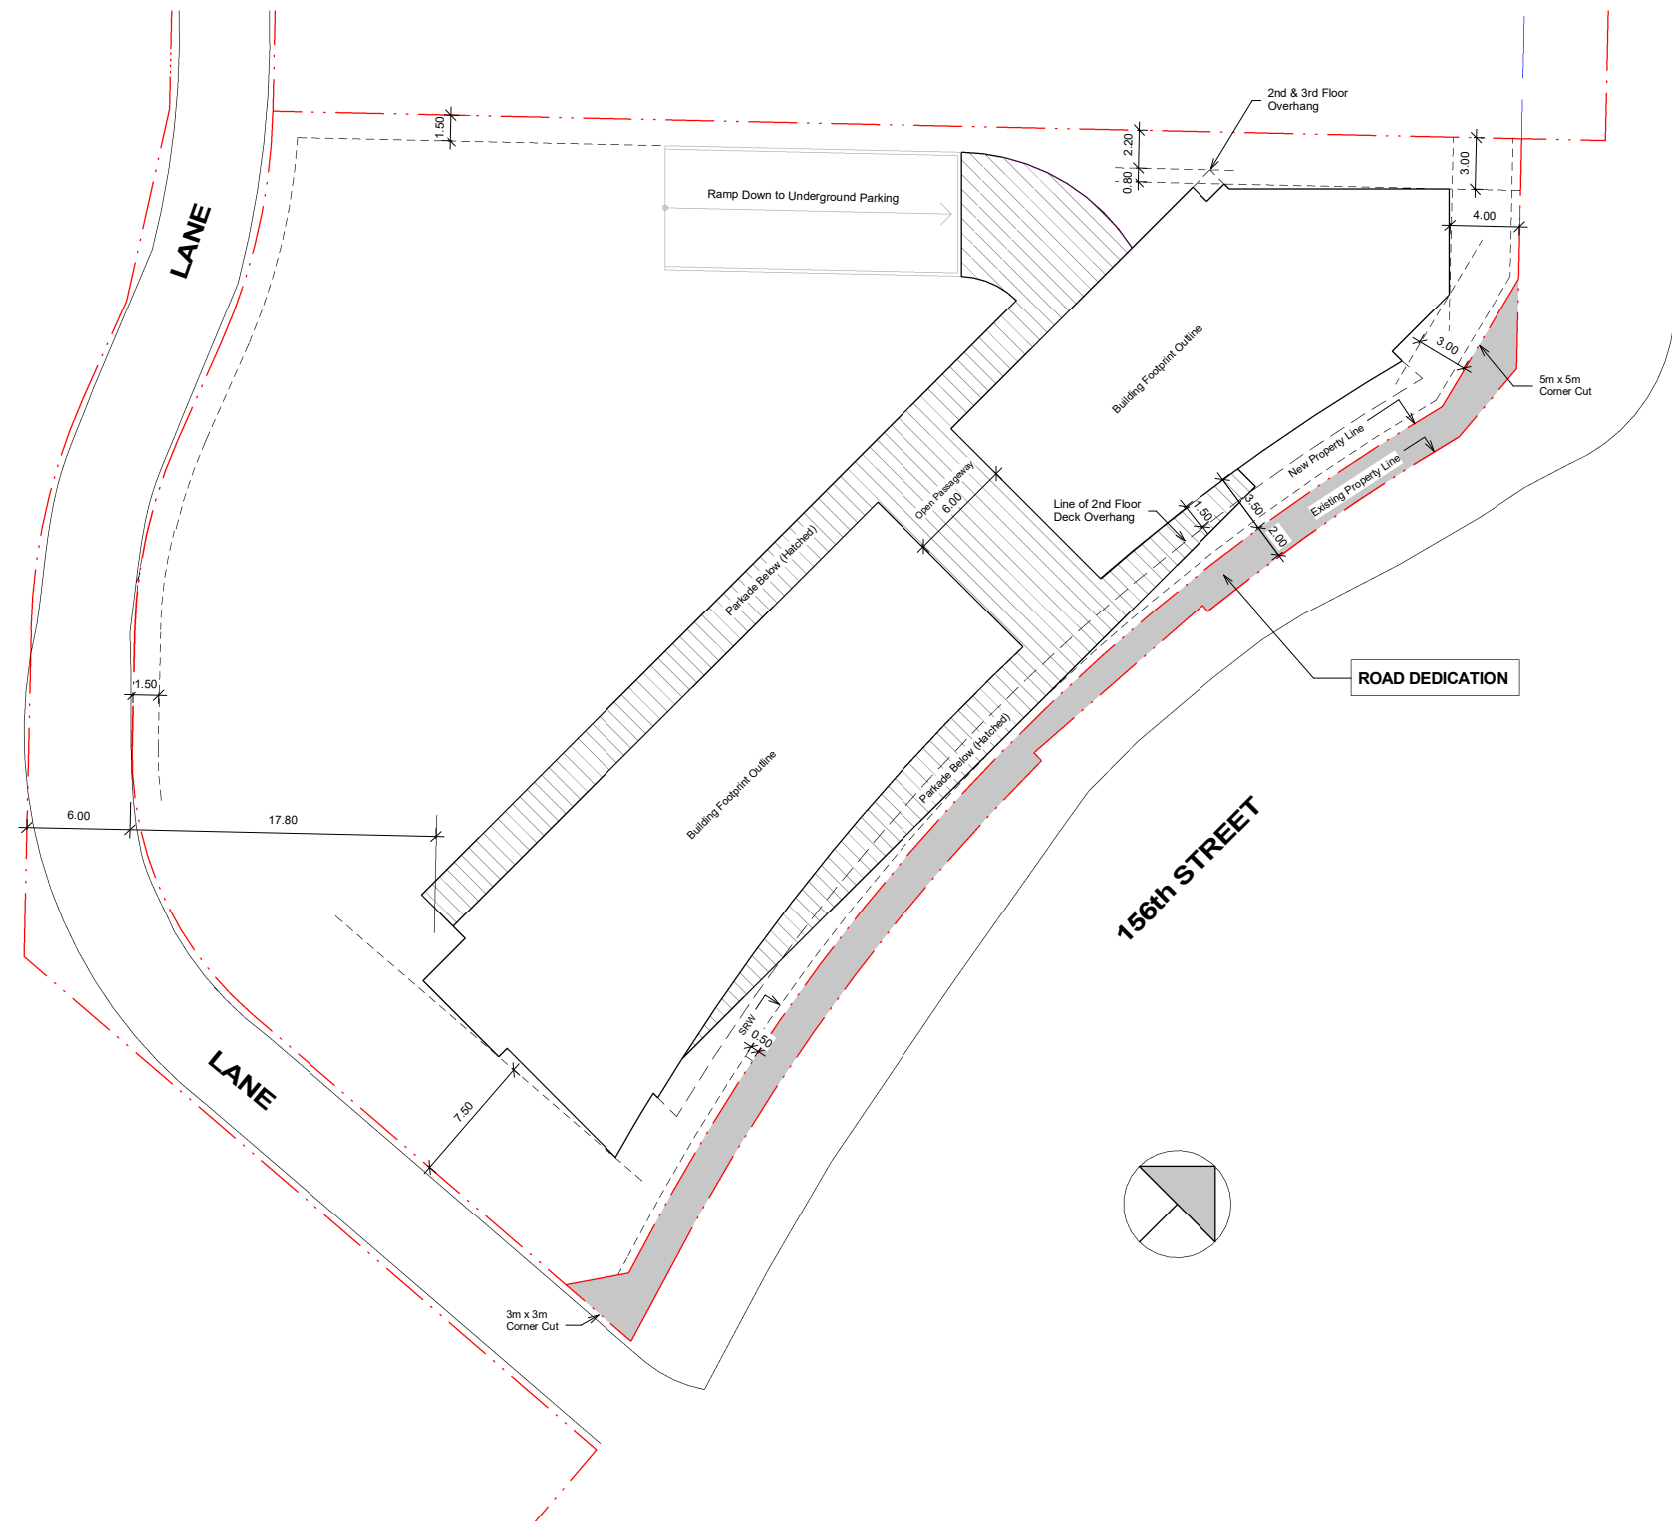 2nd & 3rd Floor
Overhang
1.50
2.20
0.80
3.00
4.00
Ramp Down to Underground Parking
LANE
Building Footprint Outline
3.00
5m x 5m
Corner Cut
New Property Line
Existing Property Line
Open Passageway
6.00
Line of 2nd Floor
Deck Overhang
1.50
3.50
2.00
Parkade Below (Hatched)
ROAD DEDICATION
1.50
Parkade Below (Hatched)
Building Footprint Outline
6.00
17.80
156th STREET
SRW
0.50
LANE
7.50
3m x 3m
Corner Cut